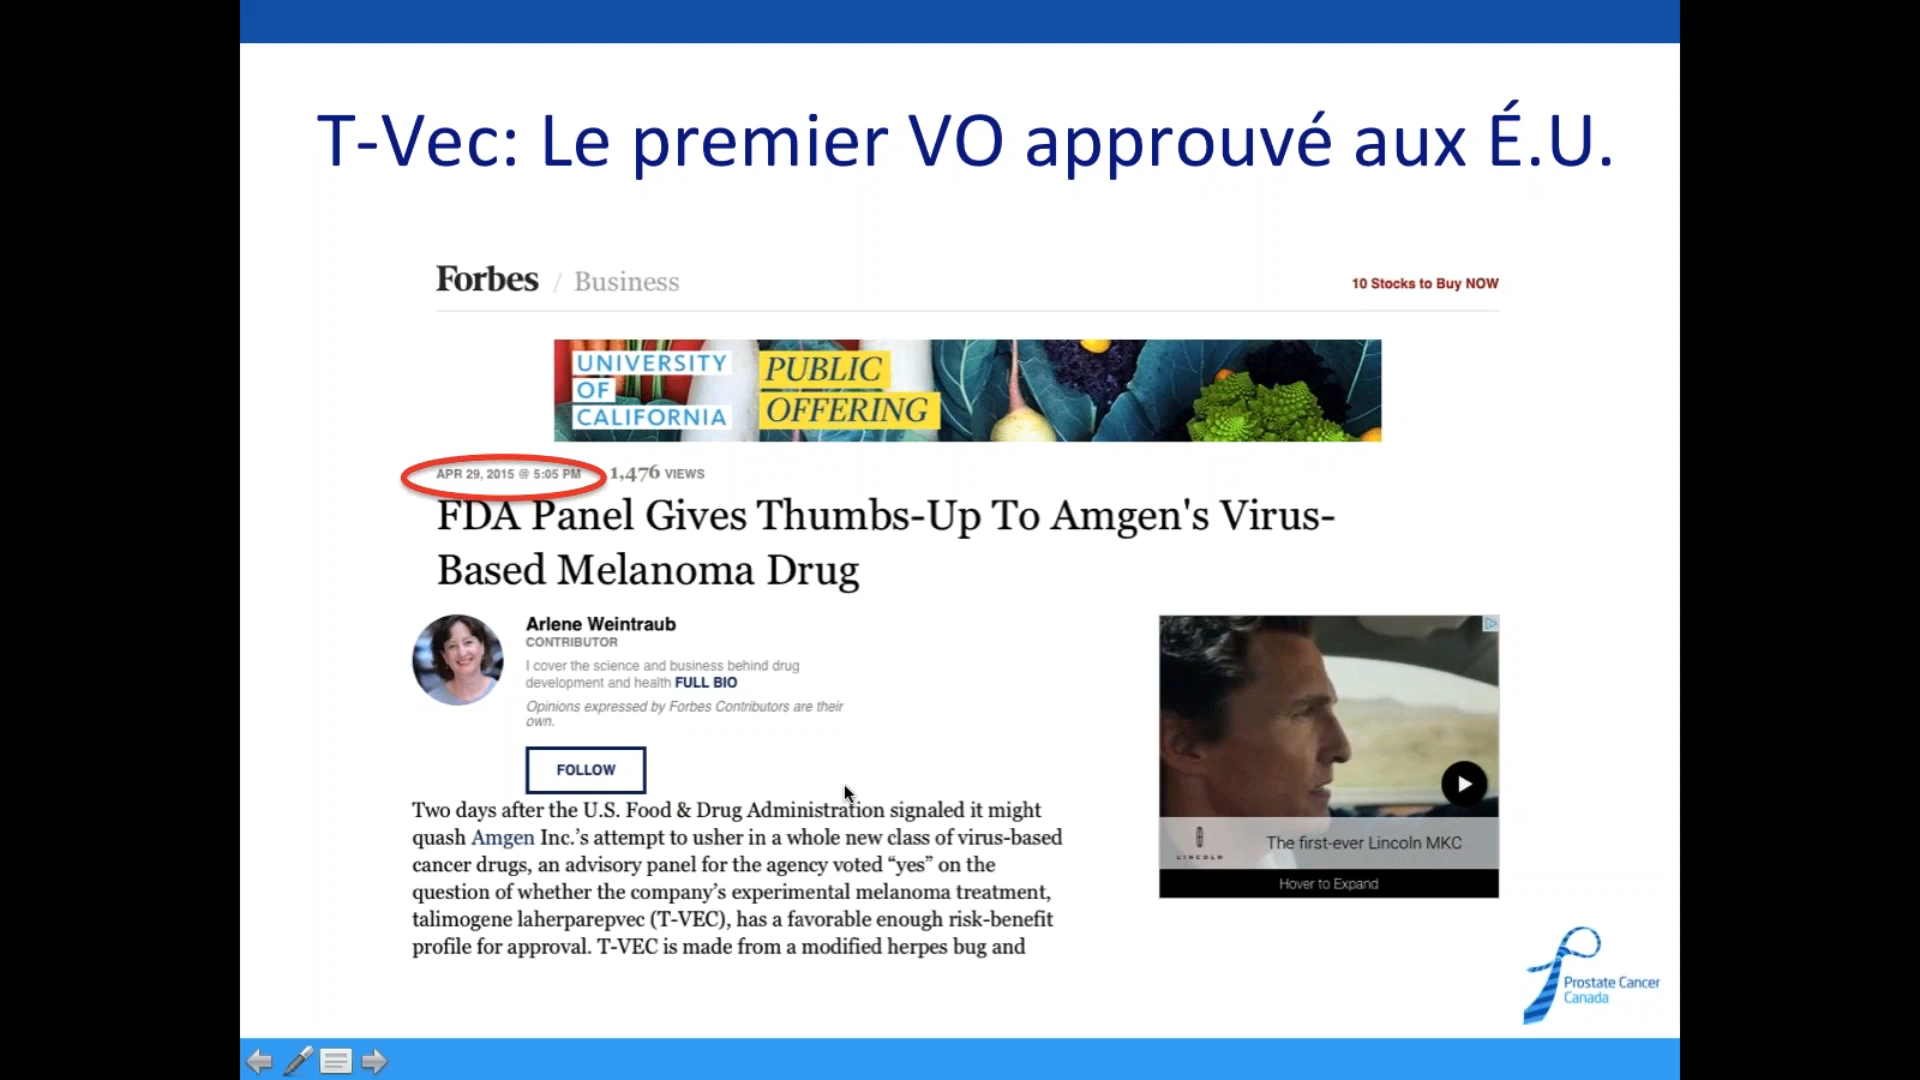 T-Vec: Le premier VO approuvé aux É.U.
Forbes / Business
10 Stocks to Buy NOW
UNIVERSITY
OF
CALIFORNIA
PUBLIC
OFFERING
APR 29, 2015 @ 5:05 PM 1,476 VIEWS
FDA Panel Gives Thumbs-Up To Amgen's Virus-
Based Melanoma Drug
Arlene Weintraub
CONTRIBUTOR
I cover the science and business behind drug
development and health FULL BIO
Opinions expressed by Forbes Contributors are their
own.
FOLLOW
Two days after the U.S. Food & Drug Administration signaled it might
quash Amgen Inc.’s attempt to usher in a whole new class of virus-based
cancer drugs, an advisory panel for the agency voted “yes” on the
question of whether the company’s experimental melanoma treatment,
talimogene laherparepvec (T-VEC), has a favorable enough risk-benefit
profile for approval. T-VEC is made from a modified herpes bug and
LINCOLN
The first-ever Lincoln MKC
Hover to Expand
Prostate Cancer
Canada